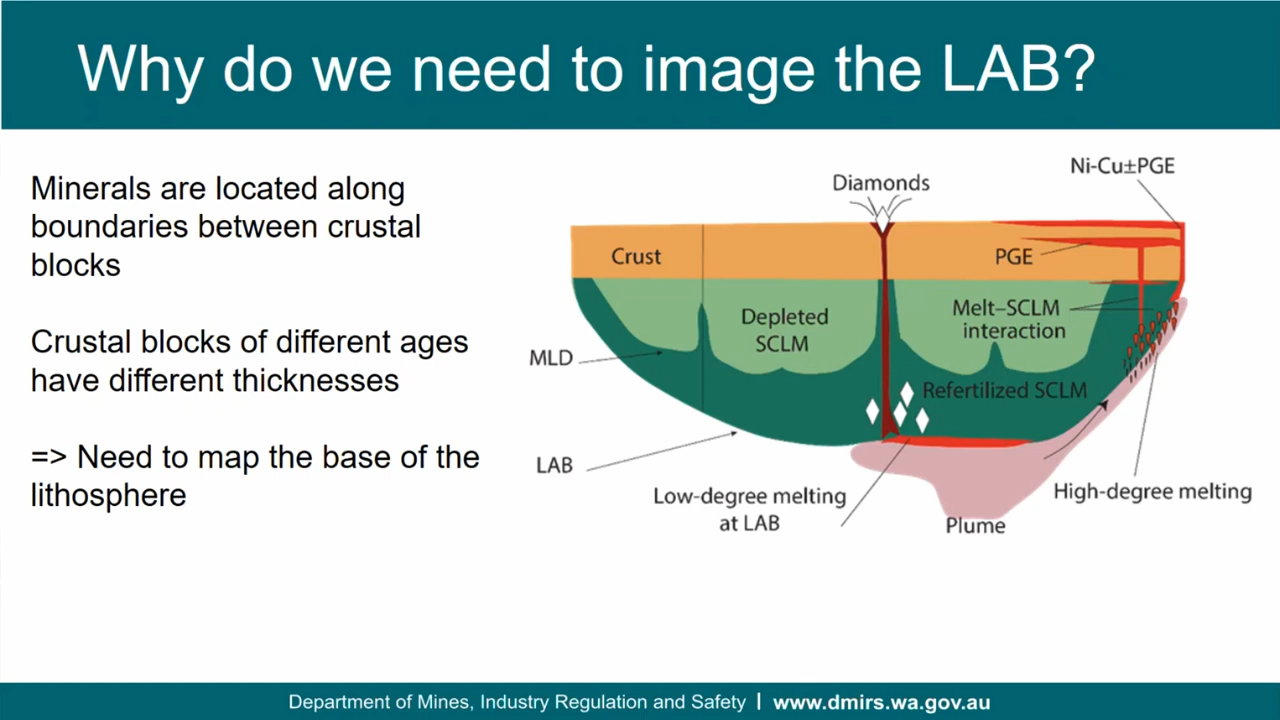 Why do we need to image the LAB?
Minerals are located along
boundaries between crustal
blocks
Crustal blocks of different ages
have different thicknesses
=> Need to map the base of the
lithosphere
Ni-Cu±PGE
Diamonds
Crust
PGE
Depleted
SCLM
Melt–SCLM
interaction
MLD
Refertilized SCLM
LAB
Low-degree melting
at LAB
High-degree melting
Plume
Department of Mines, Industry Regulation and Safety | www.dmirs.wa.gov.au